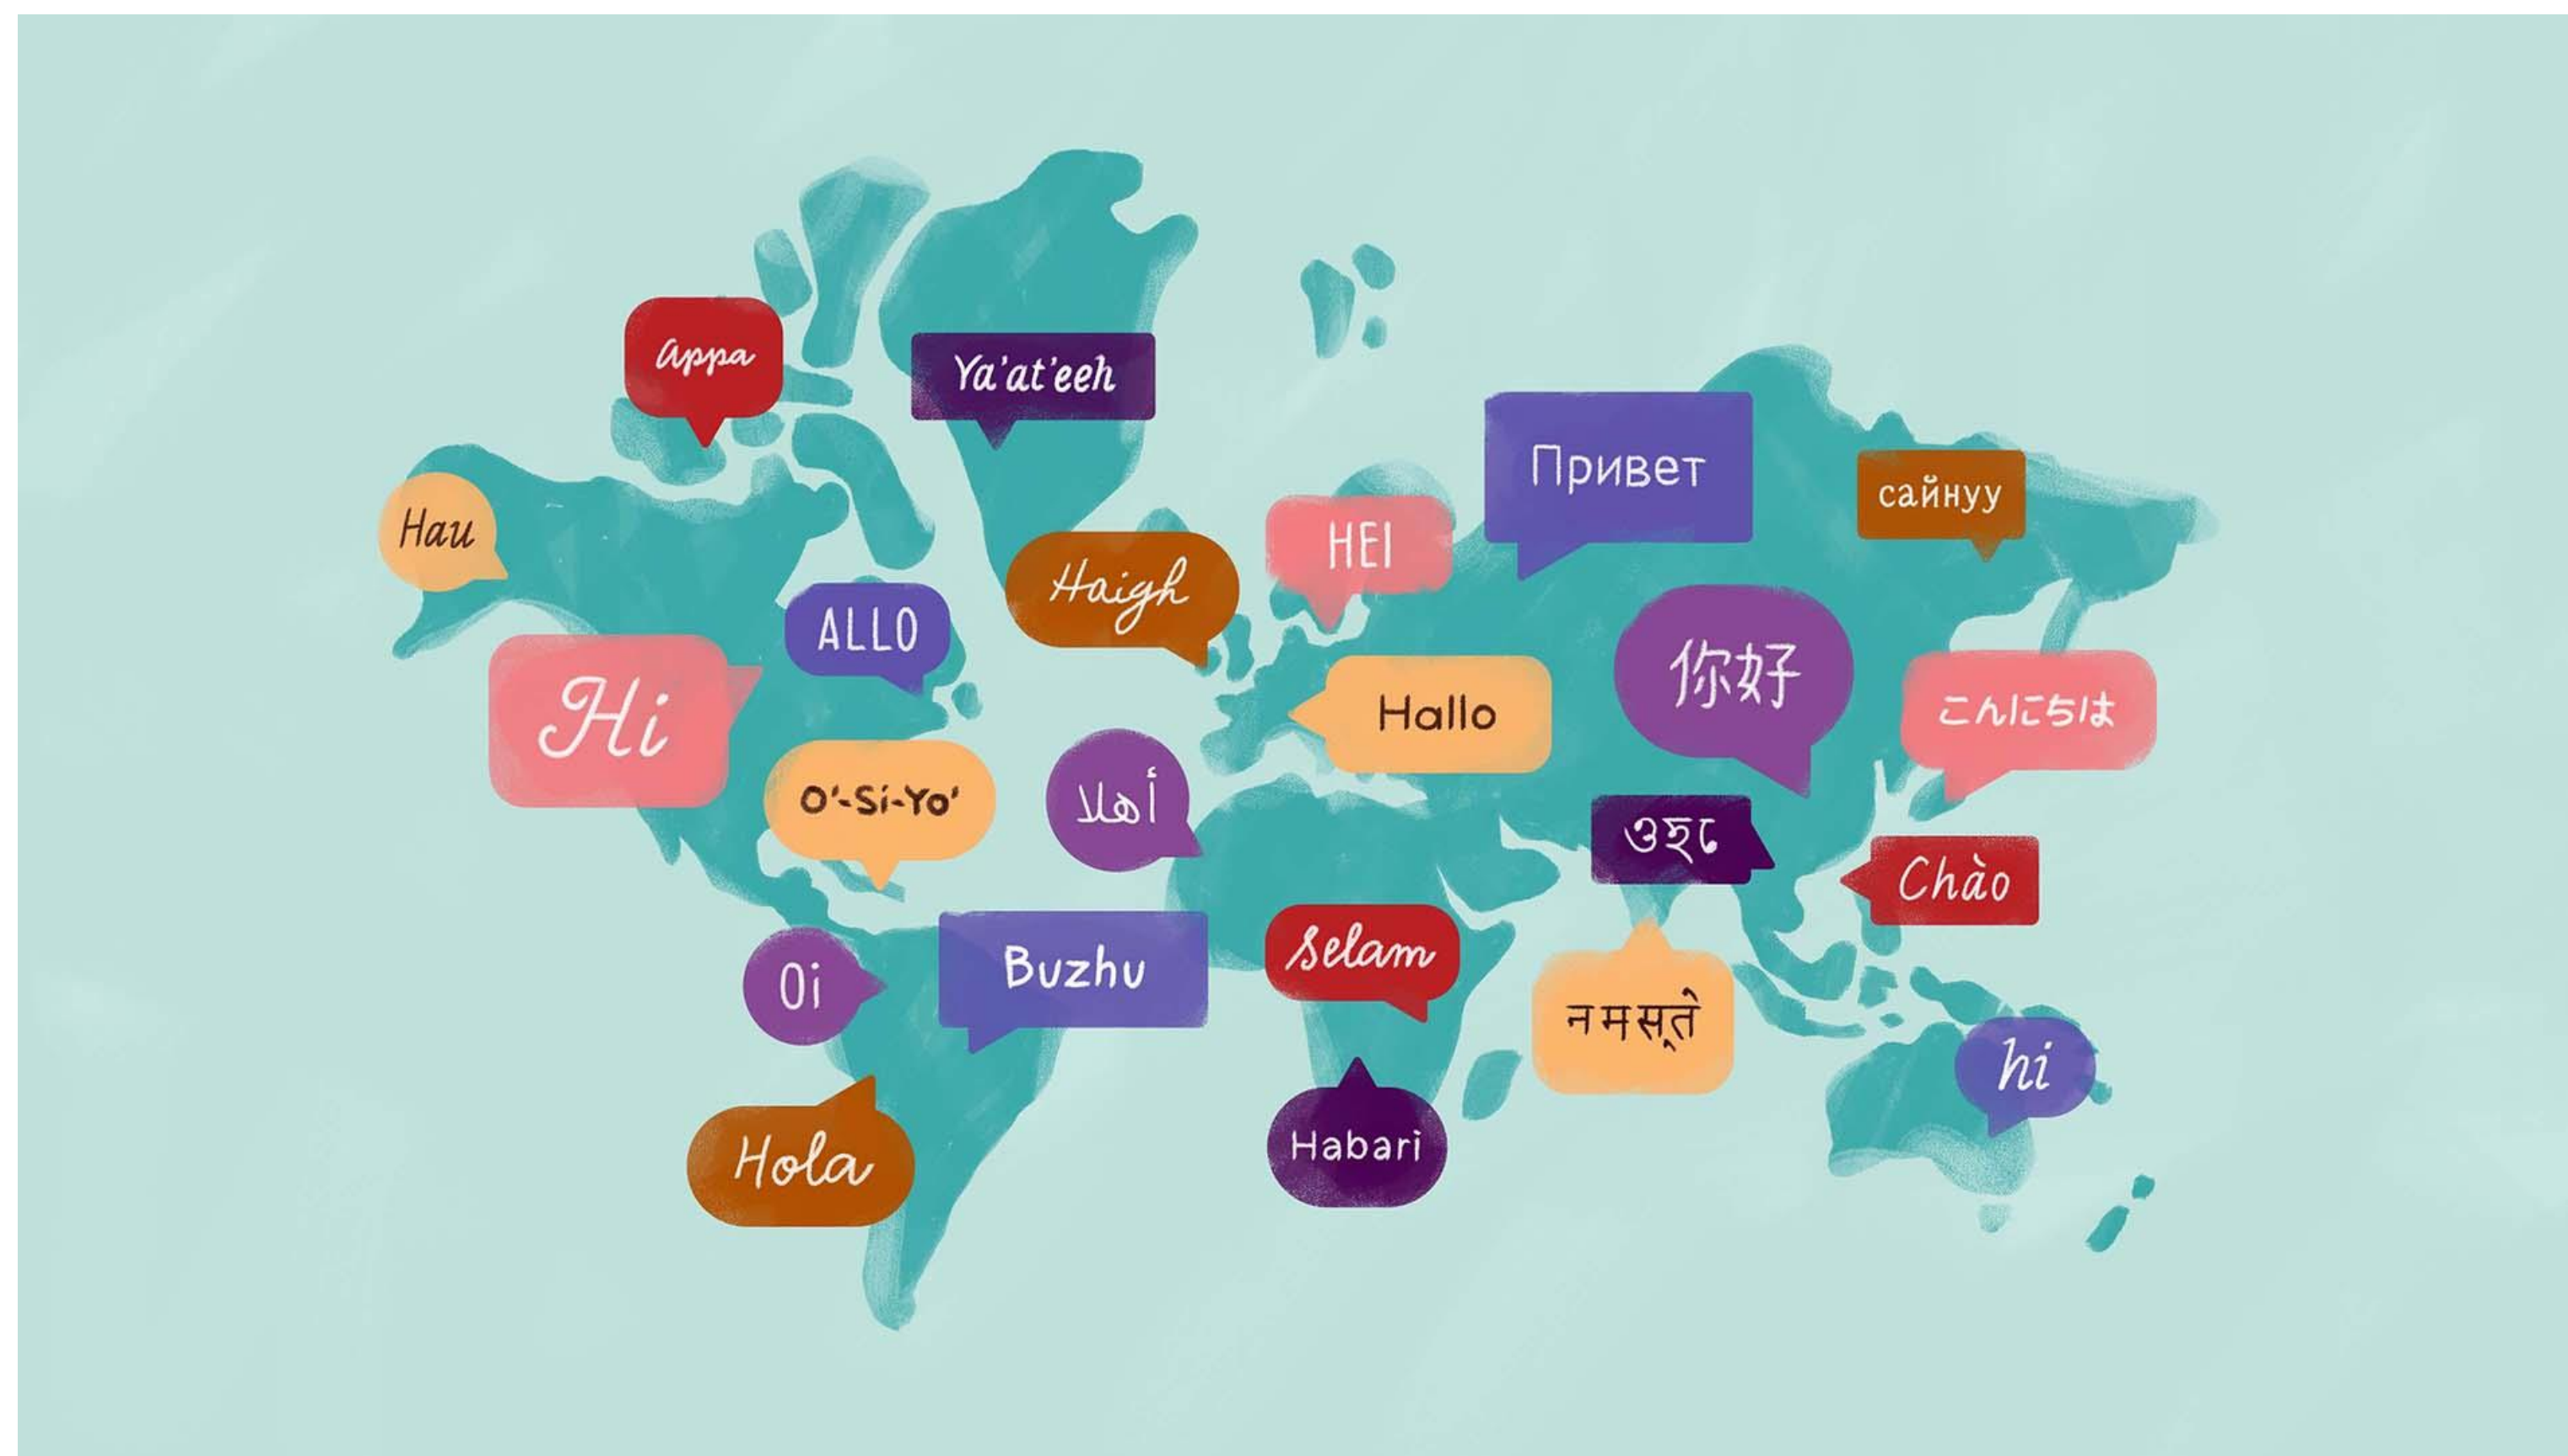 appa
Ya'at'eeh
Привет
сайнуу
Hau
HEI
Haigh
ALLO
你好
Hi
Hallo
こんにちは
O'-Si-Yo'
أهلا
Chào
Selam
Buzhu
Oi
नमस्ते
hi
Habari
Hola